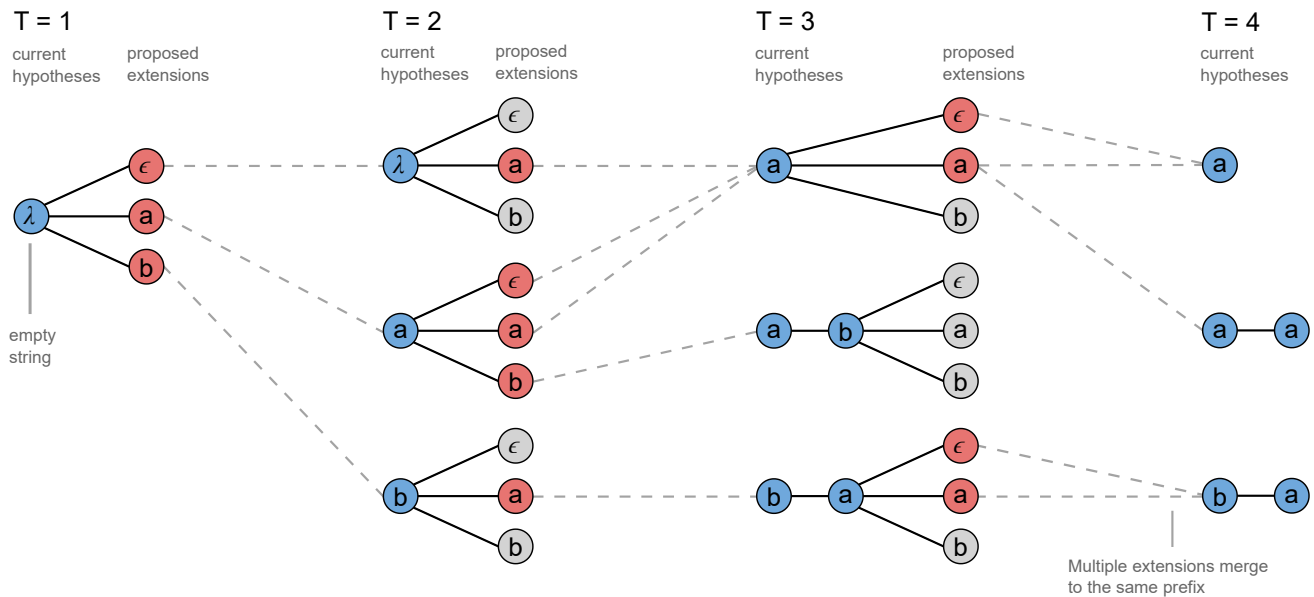 T = 1
T = 2
T = 3
T = 4
current
hypotheses
proposed
extensions
current
hypotheses
proposed
extensions
current
hypotheses
proposed
extensions
current
hypotheses
λ
ϵ
a
b
empty
string
λ
ϵ
a
b
a
ϵ
a
b
b
ϵ
a
b
a
ϵ
a
b
a b
ϵ
a
b
b a
ϵ
a
b
a
a a
b a
Multiple extensions merge
to the same prefix